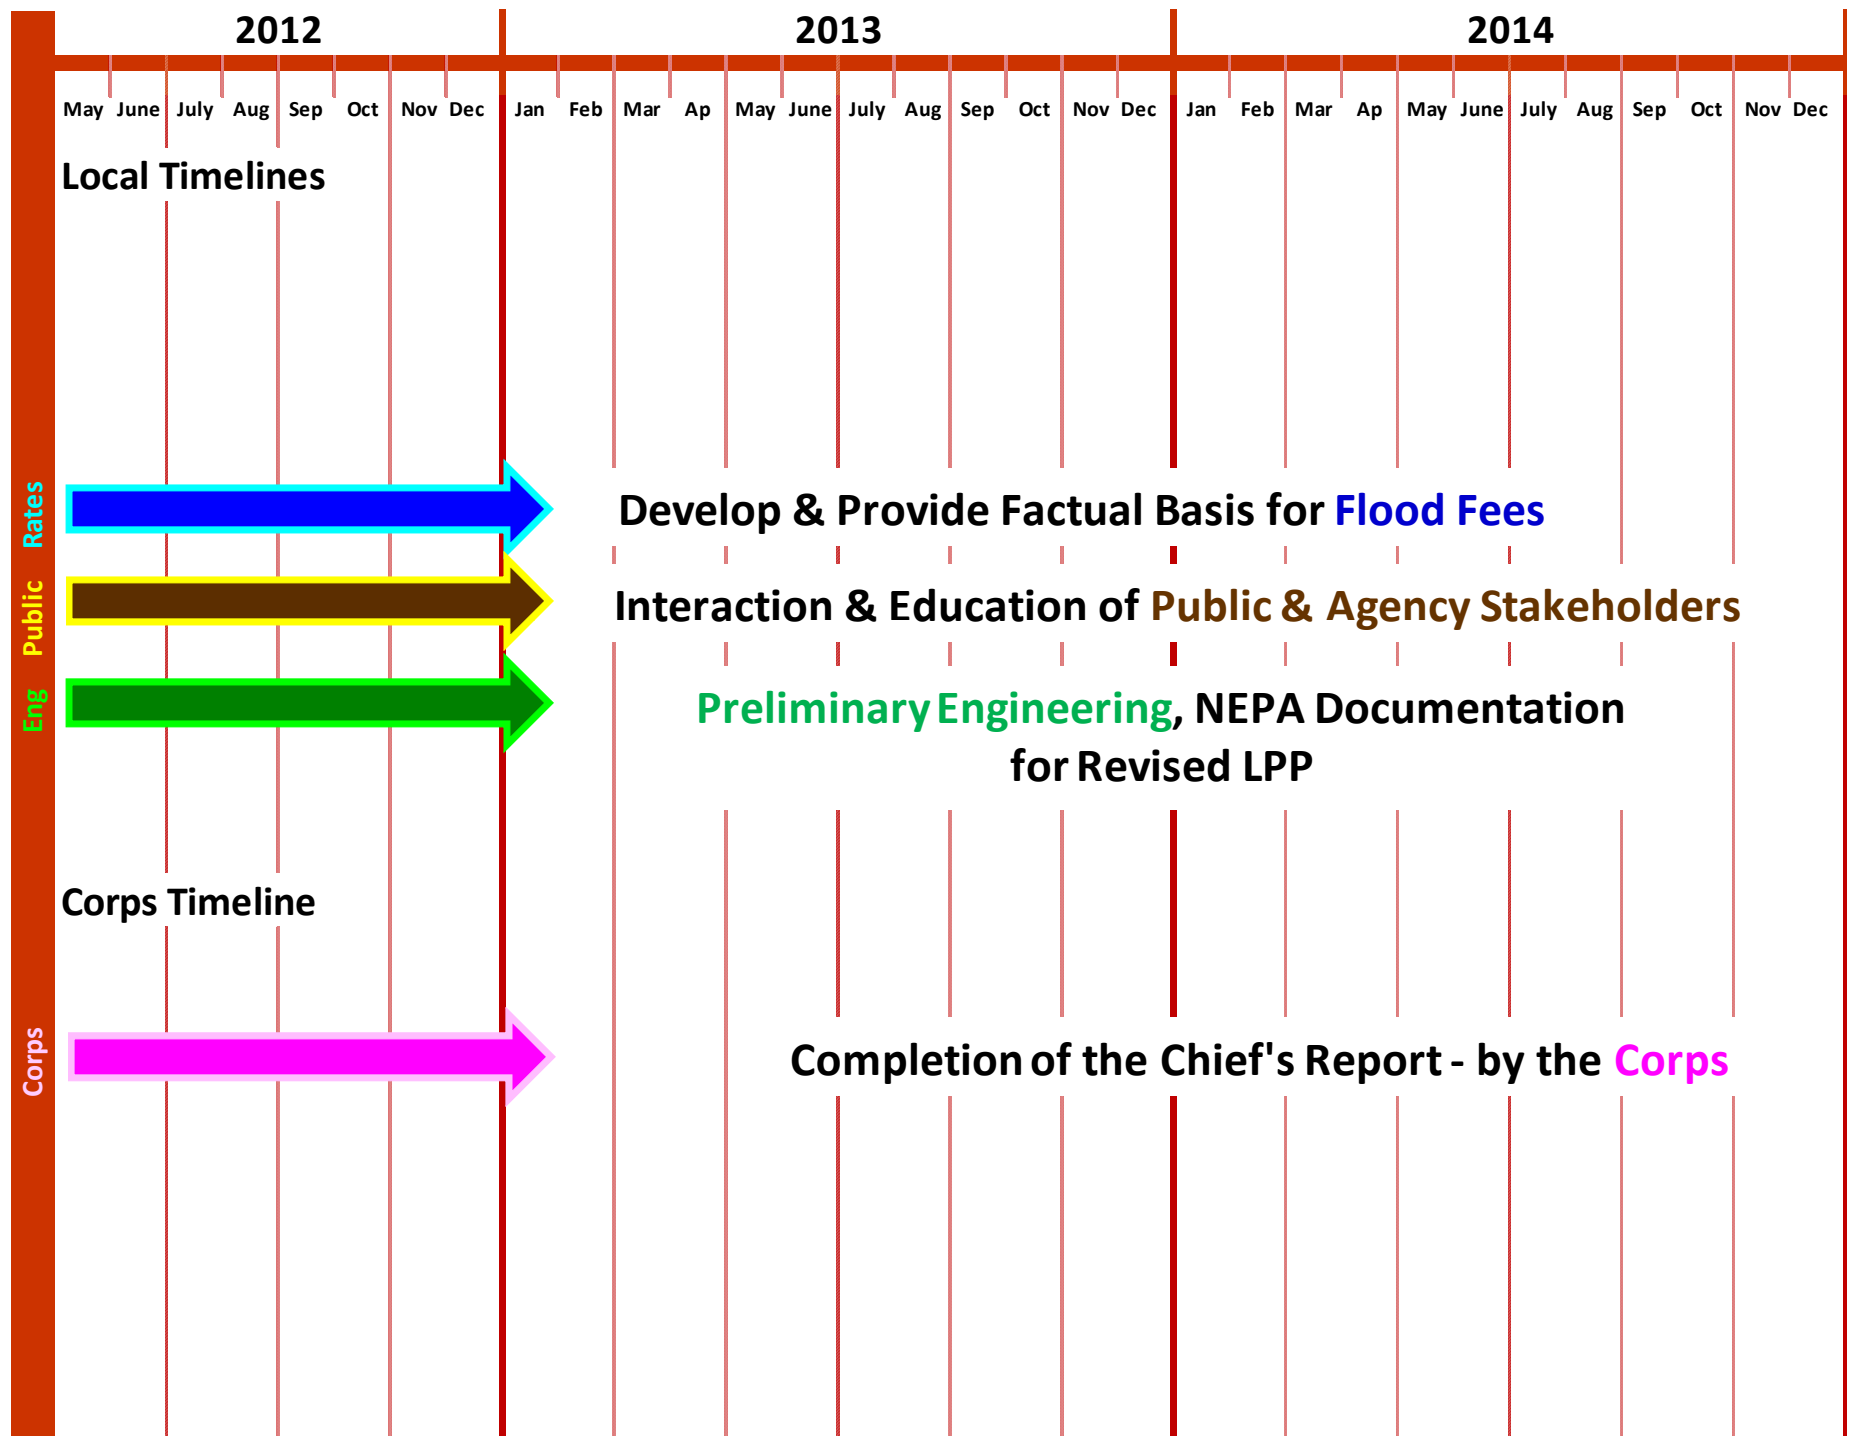 2012 2013 2014
May June July Aug Sep Oct Nov Dec Jan Feb Mar Ap May June July Aug Sep Oct Nov Dec Jan Feb Mar Ap May June July Aug Sep Oct Nov Dec
Local Timelines
Rates
Develop & Provide Factual Basis for Flood Fees
Public
Interaction & Education of Public & Agency Stakeholders
Eng
Preliminary Engineering, NEPA Documentation
for Revised LPP
Corps Timeline
Corps
Completion of the Chief's Report - by the Corps